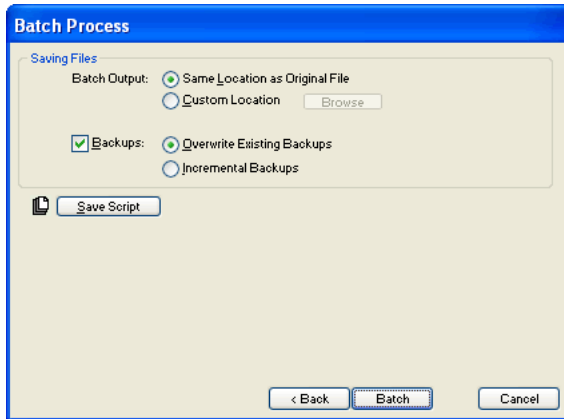 Batch Process
Saving Files
Batch Output: Same Location as Original File
Custom Location Browse
Backups: Overwrite Existing Backups
Incremental Backups
Save Script
< Back Batch Cancel